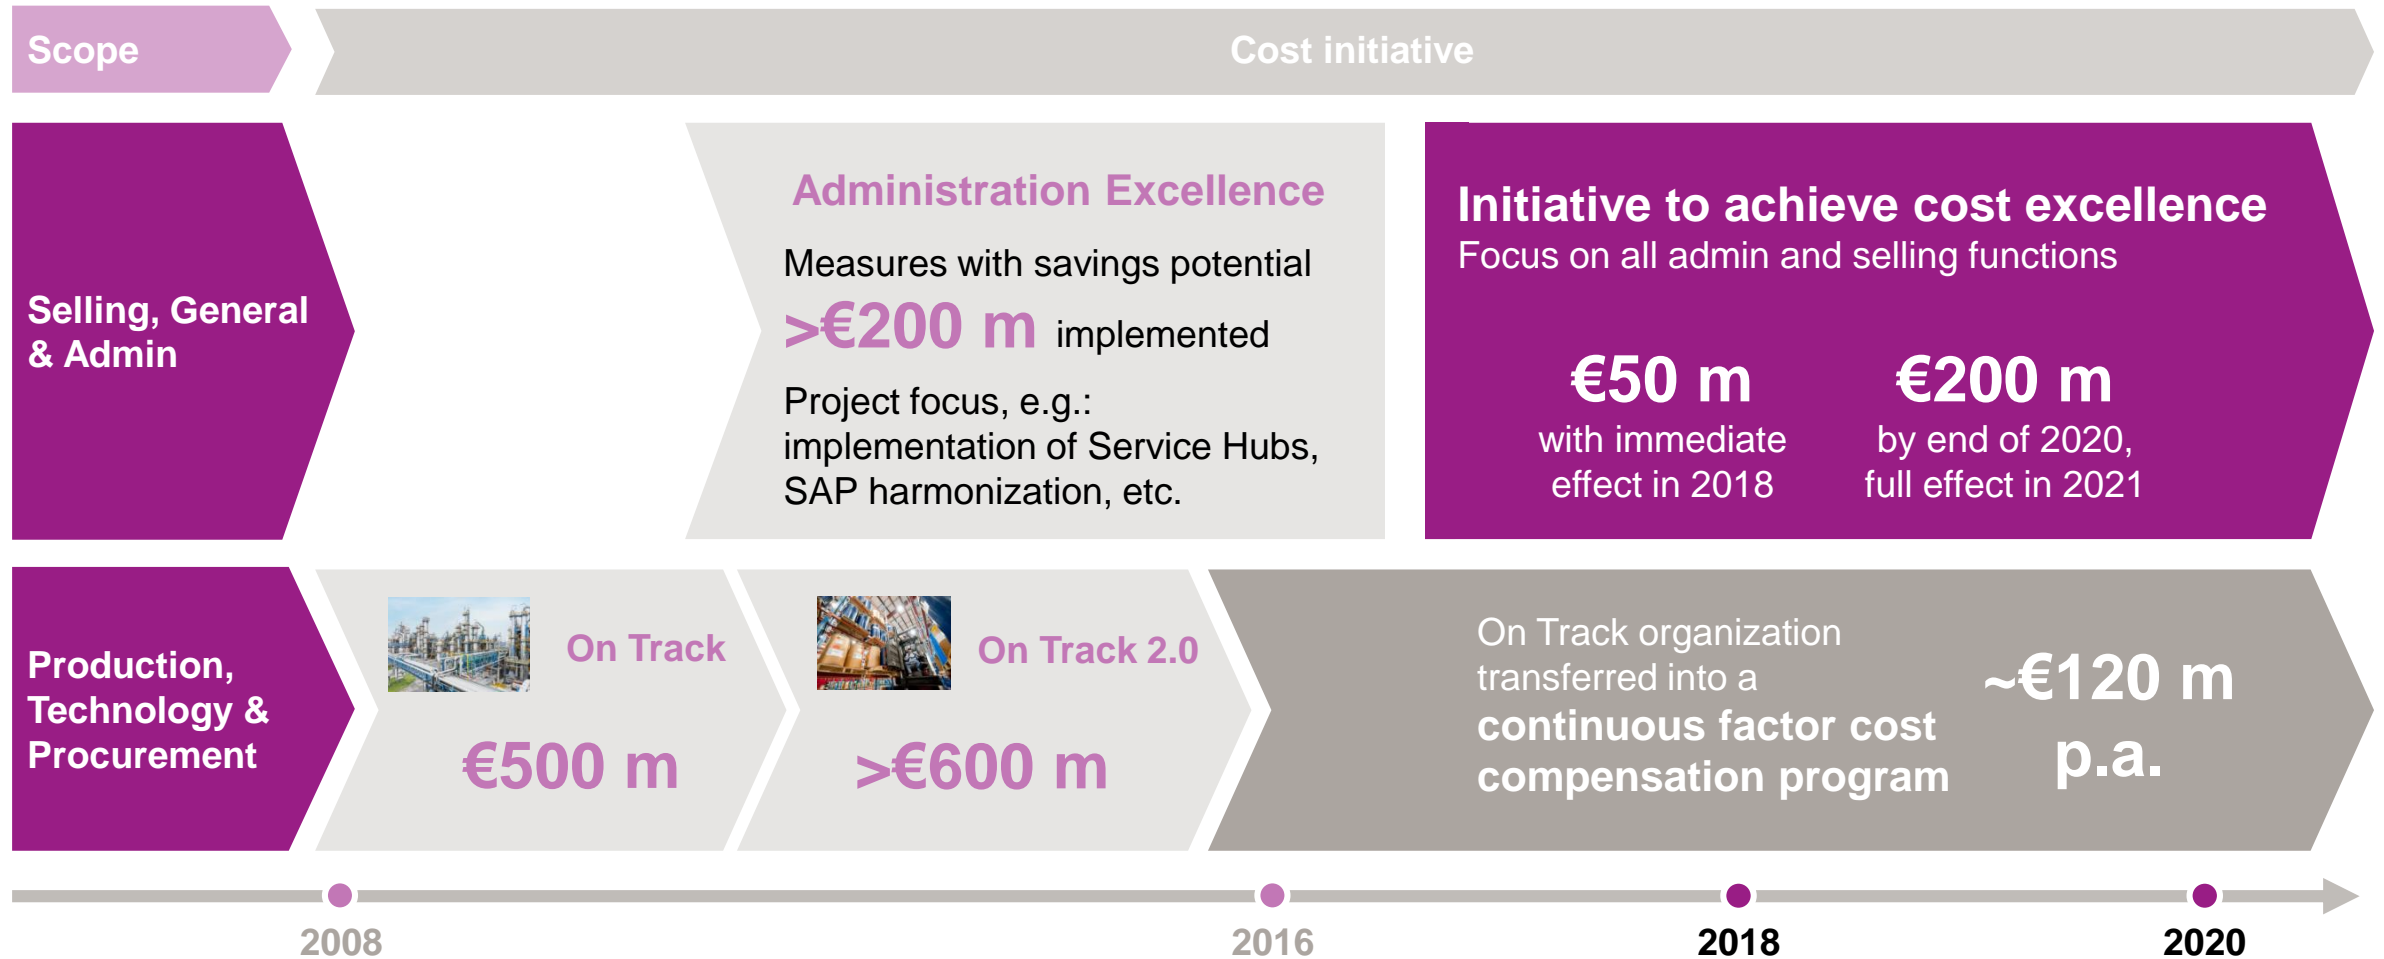 Scope
Cost initiative
Selling, General
& Admin
Administration Excellence
Measures with savings potential
>€200 m implemented
Project focus, e.g.:
implementation of Service Hubs,
SAP harmonization, etc.
Initiative to achieve cost excellence
Focus on all admin and selling functions
€50 m
with immediate
effect in 2018
€200 m
by end of 2020,
full effect in 2021
Production,
Technology &
Procurement
On Track
€500 m
On Track 2.0
>€600 m
On Track organization
transferred into a
continuous factor cost
compensation program
~€120 m
p.a.
2008
2016
2018
2020